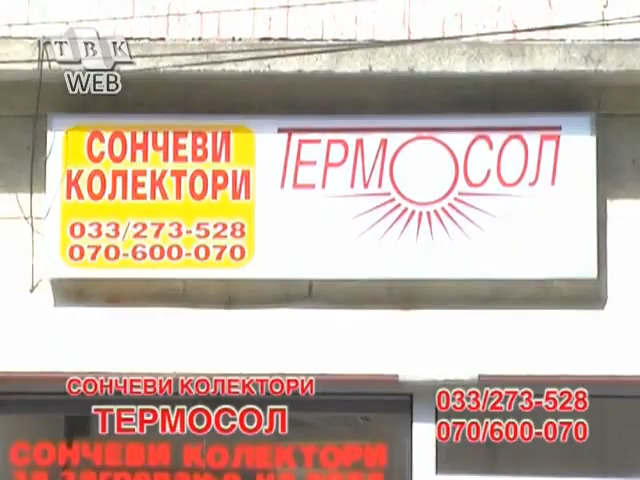 ТВК
WEB
СОНЧЕВИ
КОЛЕКТОРИ
033/273-528
070-600-070
ТЕРМОСОЛ
СОНЧЕВИ КОЛЕКТОРИ
ТЕРМОСОЛ
033/273-528
070/600-070
СОНЧЕВИ КОЛЕКТОРИ